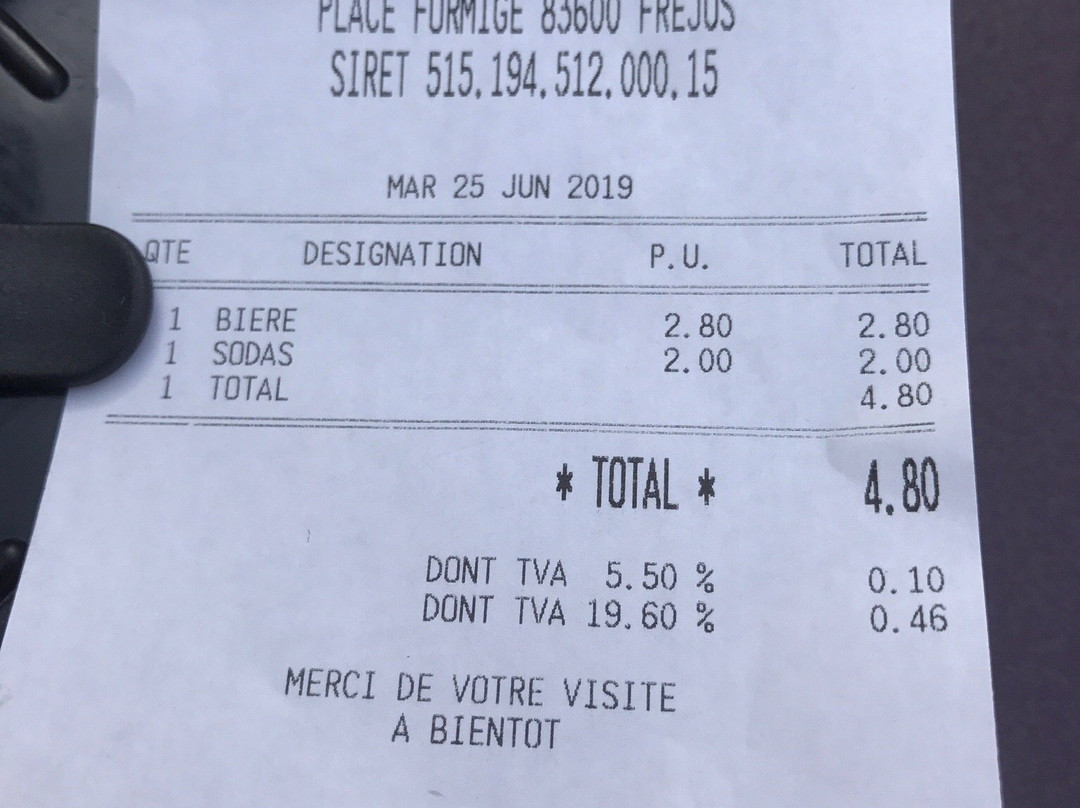 PLACE FORMIGE 83600 FREJUS
SIRET 515.194.512.000.15
MAR 25 JUN 2019
QTE DESIGNATION P.U. TOTAL
1 BIERE 2.80 2.80
1 SODAS 2.00 2.00
1 TOTAL 4.80
* TOTAL * 4.80
DONT TVA 5.50 % 0.10
DONT TVA 19.60 % 0.46
MERCI DE VOTRE VISITE
A BIENTOT